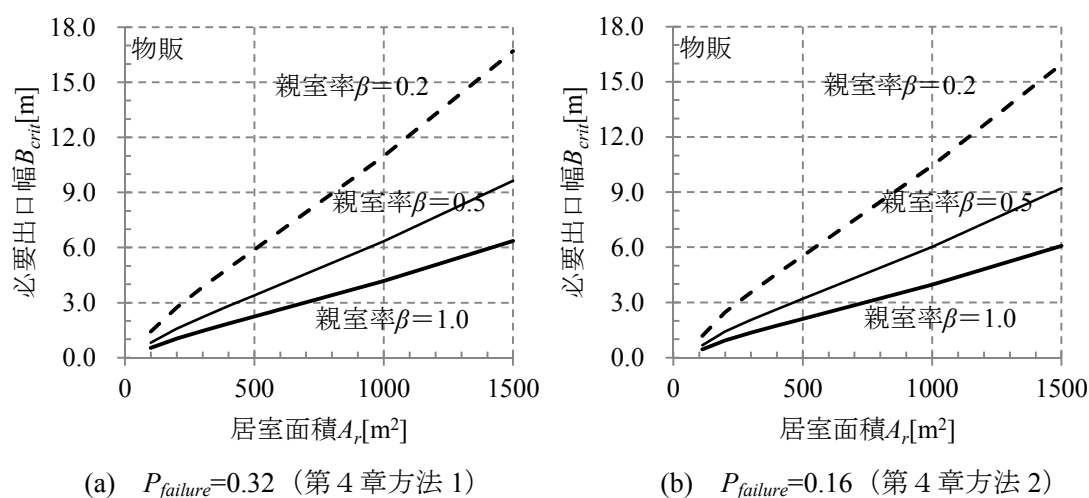 18.0
15.0
12.0
9.0
6.0
3.0
0.0
必要出口幅Bcrit[m]
物販
親室率β＝0.2
親室率β＝0.5
親室率β＝1.0
0 500 1000 1500
居室面積Ar[m²]
(a) Pfailure=0.32（第 4 章方法 1）
18.0
15.0
12.0
9.0
6.0
3.0
0.0
必要出口幅Bcrit[m]
物販
親室率β＝0.2
親室率β＝0.5
親室率β＝1.0
0 500 1000 1500
居室面積Ar[m²]
(b) Pfailure=0.16（第 4 章方法 2）